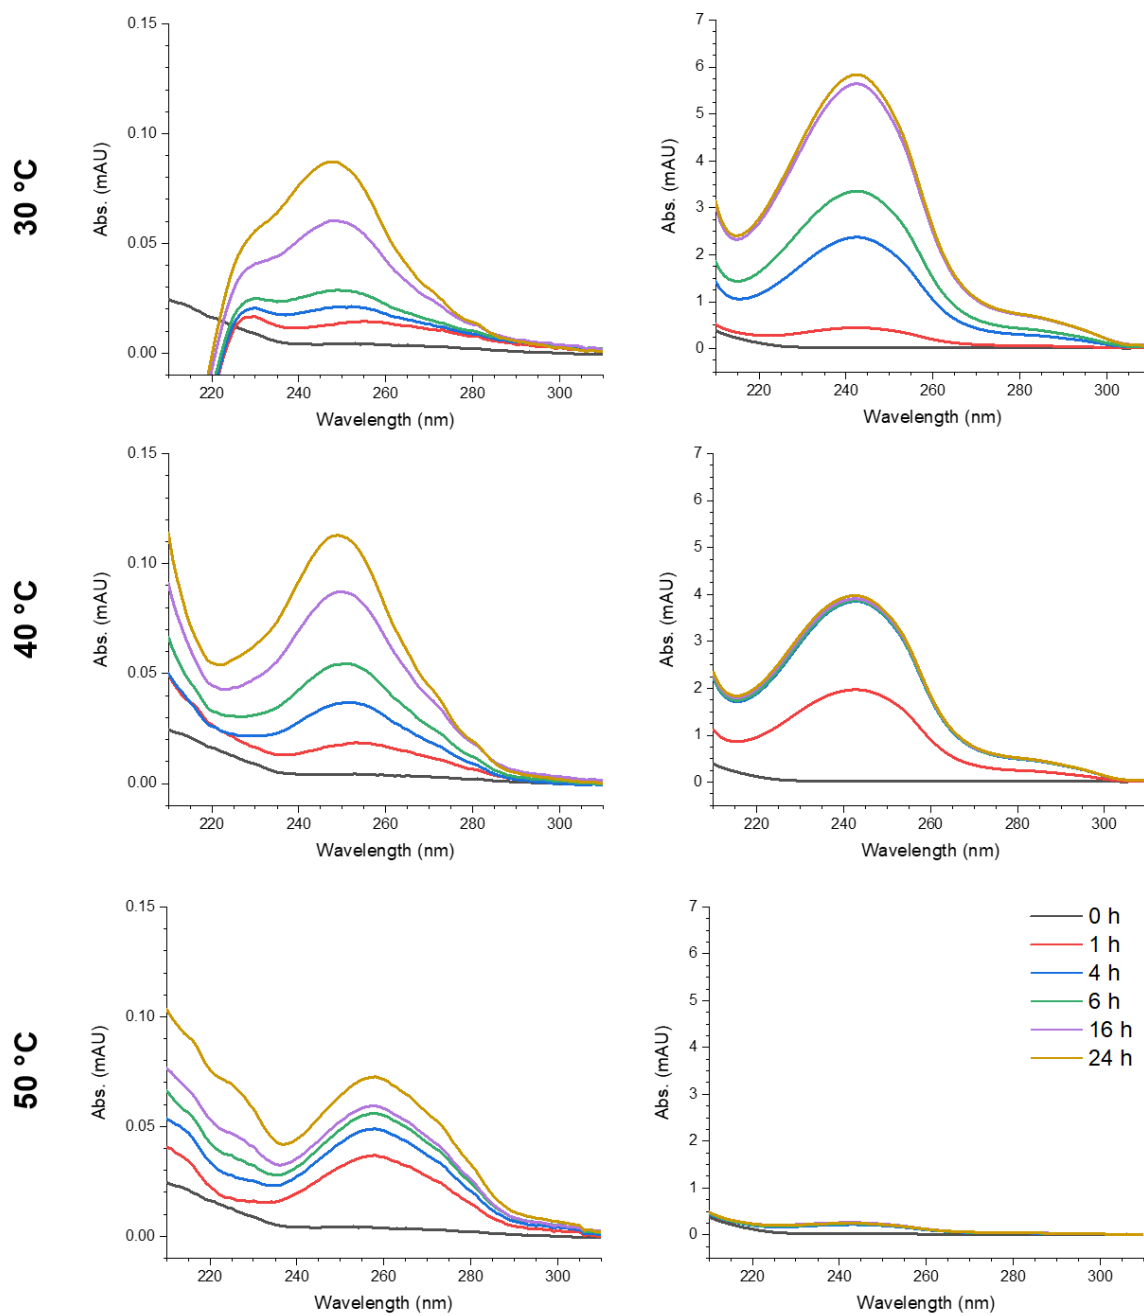 30 °C
0.15
0.10
0.05
0.00
Abs. (mAU)
220 240 260 280 300
Wavelength (nm)
7
6
5
4
3
2
1
0
Abs. (mAU)
220 240 260 280 300
Wavelength (nm)
40 °C
0.15
0.10
0.05
0.00
Abs. (mAU)
220 240 260 280 300
Wavelength (nm)
7
6
5
4
3
2
1
0
Abs. (mAU)
220 240 260 280 300
Wavelength (nm)
50 °C
0.15
0.10
0.05
0.00
Abs. (mAU)
220 240 260 280 300
Wavelength (nm)
7
6
5
4
3
2
1
0
Abs. (mAU)
220 240 260 280 300
Wavelength (nm)
0 h
1 h
4 h
6 h
16 h
24 h